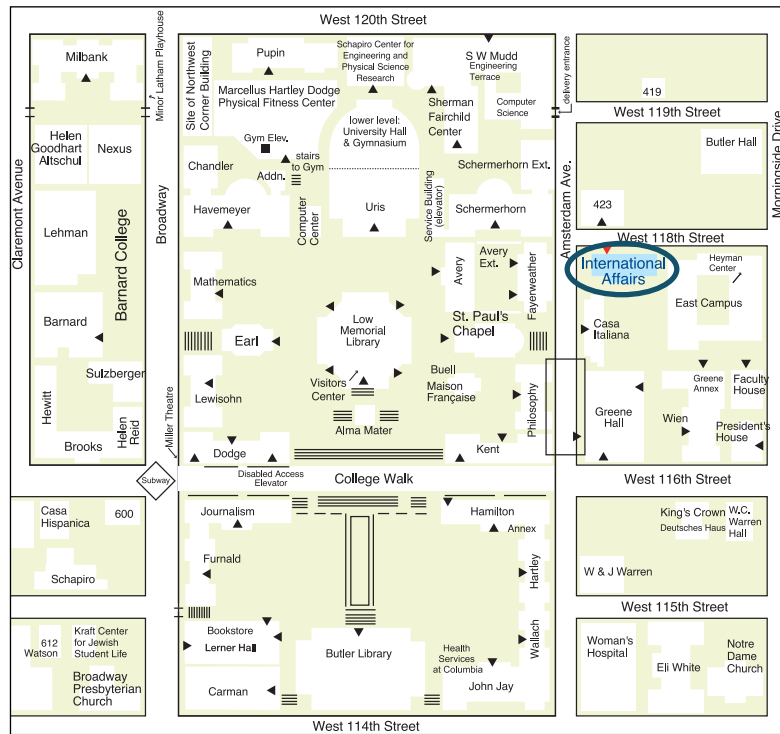 West 120th Street
Claremont Avenue
Milbank
Minor Latham Playhouse
Helen
Goodhart
Altschul
Nexus
Lehman
Barnard College
Barnard
Sulzberger
Hewitt
Brooks
Helen
Reid
Broadway
Site of Northwest
Corner Building
Pupin
Schapiro Center for
Engineering and
Physical Science
Research
S W Mudd
Engineering
Terrace
Computer
Science
delivery entrance
Marcellus Hartley Dodge
Physical Fitness Center
lower level:
University Hall
& Gymnasium
Sherman
Fairchild
Center
Gym Elev.
stairs
to Gym
Chandler
Addn.
Schermerhorn Ext.
Havemeyer
Computer
Center
Uris
Service Building
(elevator)
Schermerhorn
Amsterdam Ave.
Mathematics
Avery
Avery
Ext.
Fayerweather
Low
Memorial
Library
St. Paul's
Chapel
Earl
Lewisohn
Visitors
Center
Buell
Maison
Française
Philosophy
Alma Mater
Miller Theatre
Dodge
Kent
Subway
Disabled Access
Elevator
College Walk
419
West 119th Street
Butler Hall
Morningside Drive
423
West 118th Street
International
Affairs
Heyman
Center
East Campus
Casa
Italiana
Greene
Annex
Faculty
House
Greene
Hall
Wien
President's
House
West 116th Street
Casa
Hispanica
600
Schapiro
Journalism
Hamilton
Annex
Furnald
Hartley
King's Crown
Deutsches Haus
W.C.
Warren
Hall
W & J Warren
West 115th Street
612
Watson
Kraft Center
for Jewish
Student Life
Broadway
Presbyterian
Church
Bookstore
Lerner Hall
Butler Library
Health
Services
at Columbia
Wallach
Carman
John Jay
Woman's
Hospital
Eli White
Notre
Dame
Church
West 114th Street